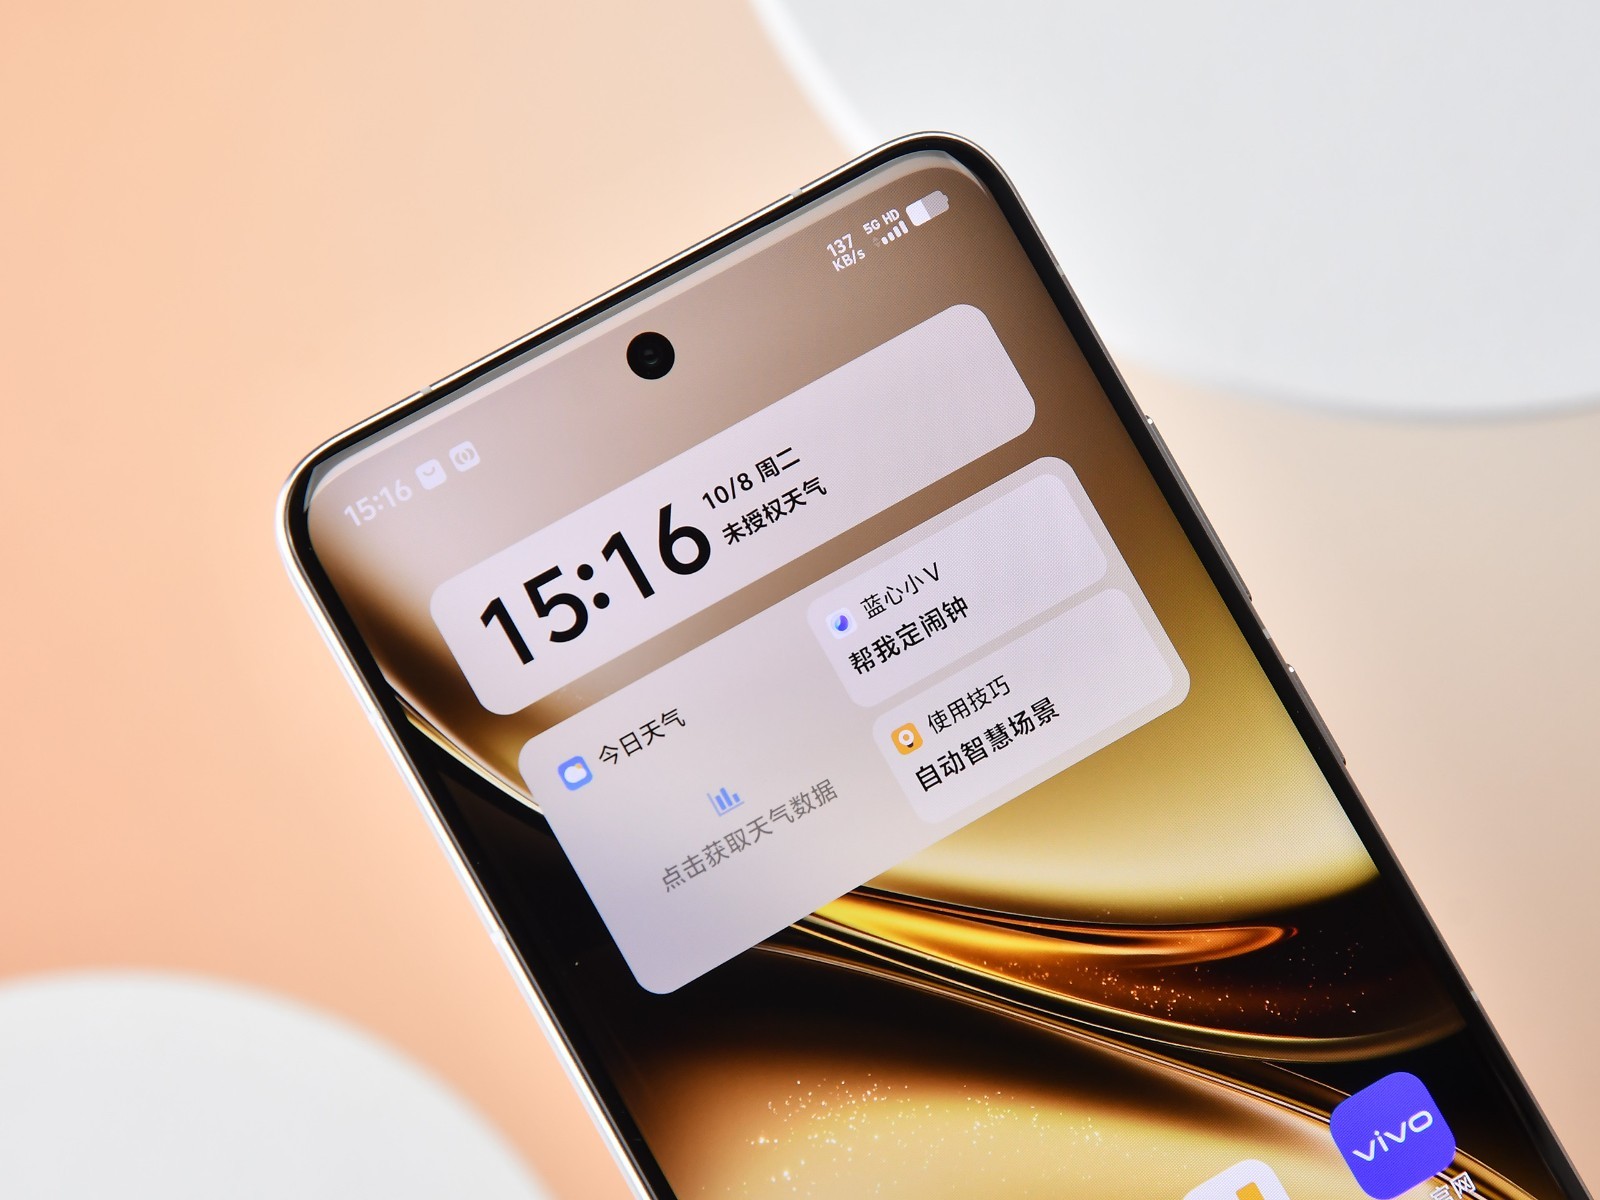 15:16
137
KB/s
5G HD
15:16
10/8 周二
未授权天气
今日天气
点击获取天气数据
蓝心小V
帮我定闹钟
使用技巧
自动智慧场景
vivo
官网